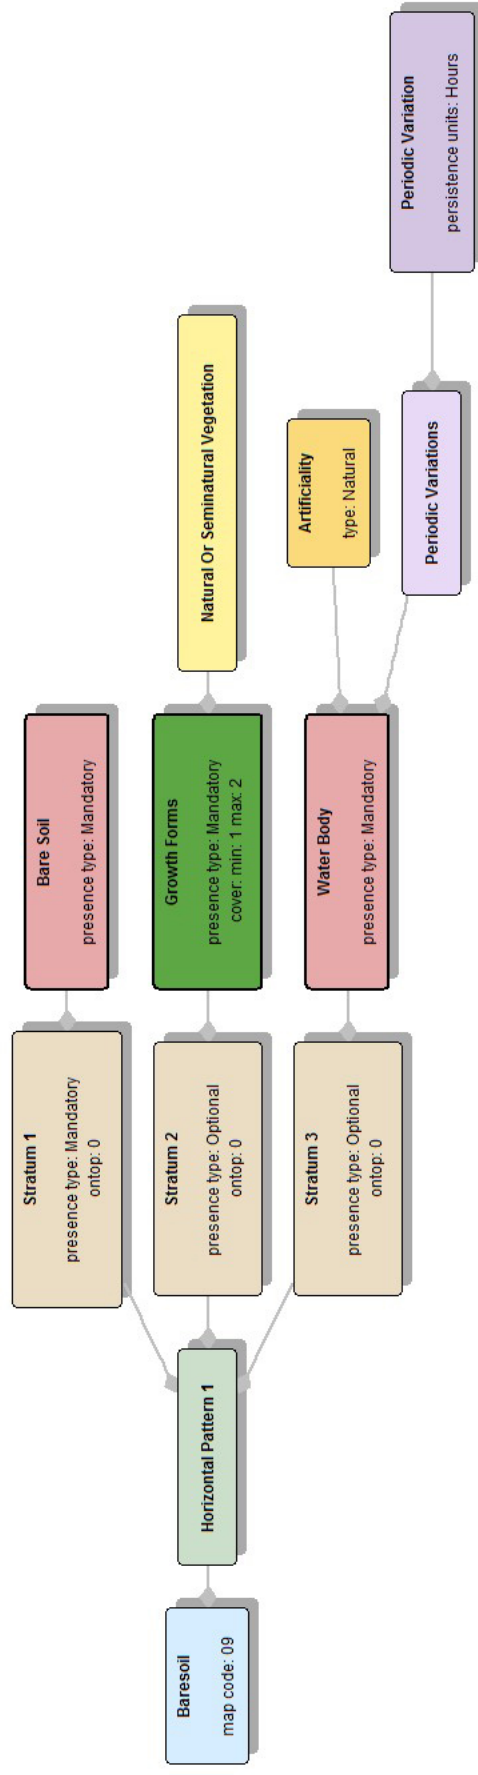 Baresoil
map code: 09
Horizontal Pattern 1
Stratum 1
presence type: Mandatory
ontop: 0
Bare Soil
presence type: Mandatory
Stratum 2
presence type: Optional
ontop: 0
Growth Forms
presence type: Mandatory
cover: min: 1 max: 2
Natural Or Seminatural Vegetation
Stratum 3
presence type: Optional
ontop: 0
Water Body
presence type: Mandatory
Artificiality
type: Natural
Periodic Variations
Periodic Variation
persistence units: Hours